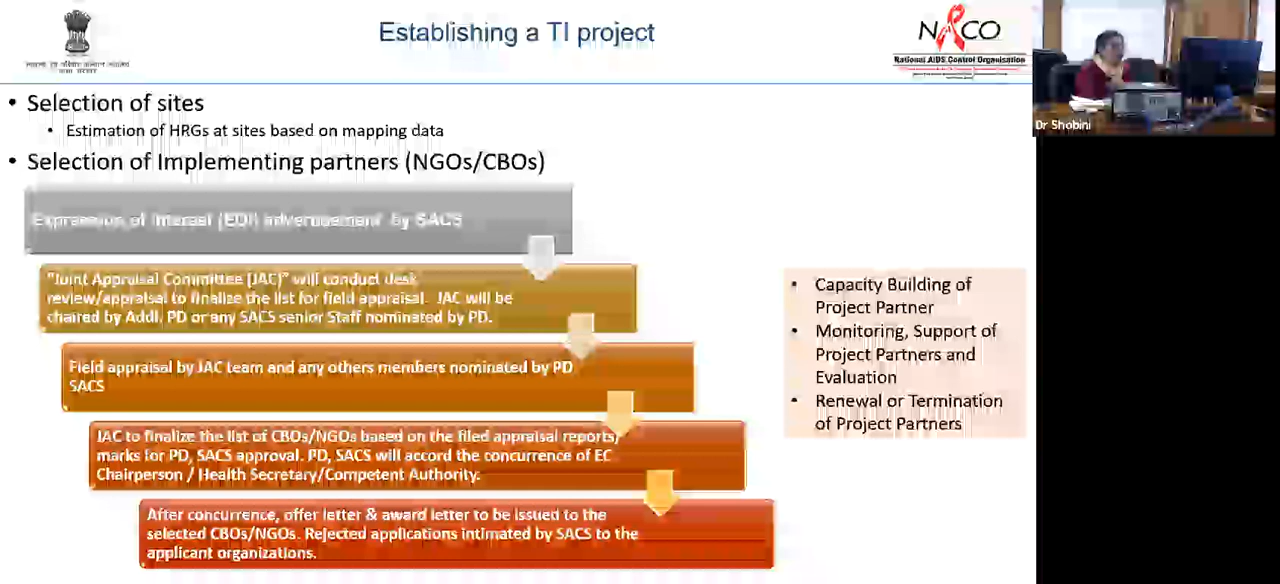 Establishing a TI project
NACO
National AIDS Control Organisation
Dr Shobini
• Selection of sites
• Estimation of HRGs at sites based on mapping data
• Selection of Implementing partners (NGOs/CBOs)
Expression of Interest (EOI) advertisement by SACS
"Joint Appraisal Committee (JAC)" will conduct desk
review/appraisal to finalize the list for field appraisal. JAC will be
chaired by Addl. PD or any SACS senior Staff nominated by PD.
Field appraisal by JAC team and any others members nominated by PD
SACS
JAC to finalize the list of CBOs/NGOs based on the filed appraisal reports/
marks for PD, SACS approval. PD, SACS will accord the concurrence of EC
Chairperson / Health Secretary/Competent Authority.
After concurrence, offer letter & award letter to be issued to the
selected CBOs/NGOs. Rejected applications intimated by SACS to the
applicant organizations.
• Capacity Building of
Project Partner
• Monitoring, Support of
Project Partners and
Evaluation
• Renewal or Termination
of Project Partners